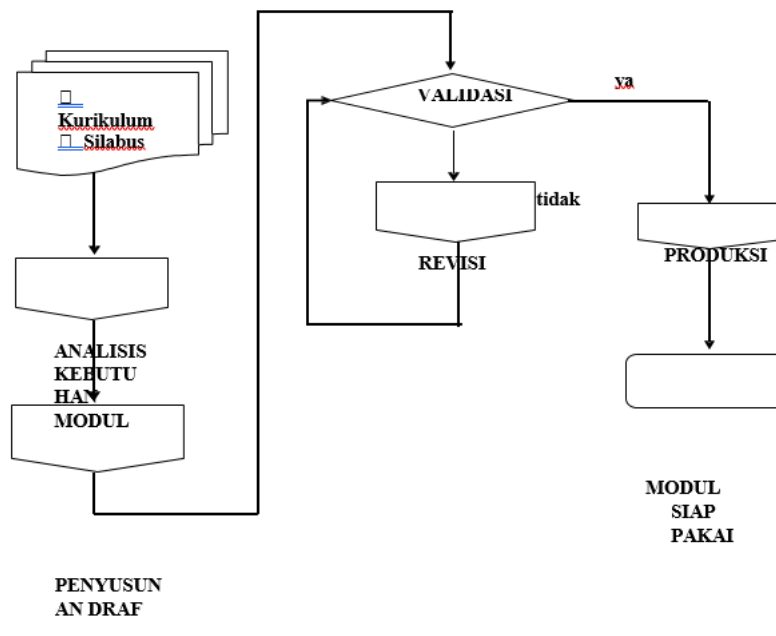 Kurikulum
Silabus
ANALISIS
KEBUTU
HAN
MODUL
PENYUSUN
AN DRAF
VALIDASI
tidak
REVISI
ya
PRODUKSI
MODUL
SIAP
PAKAI